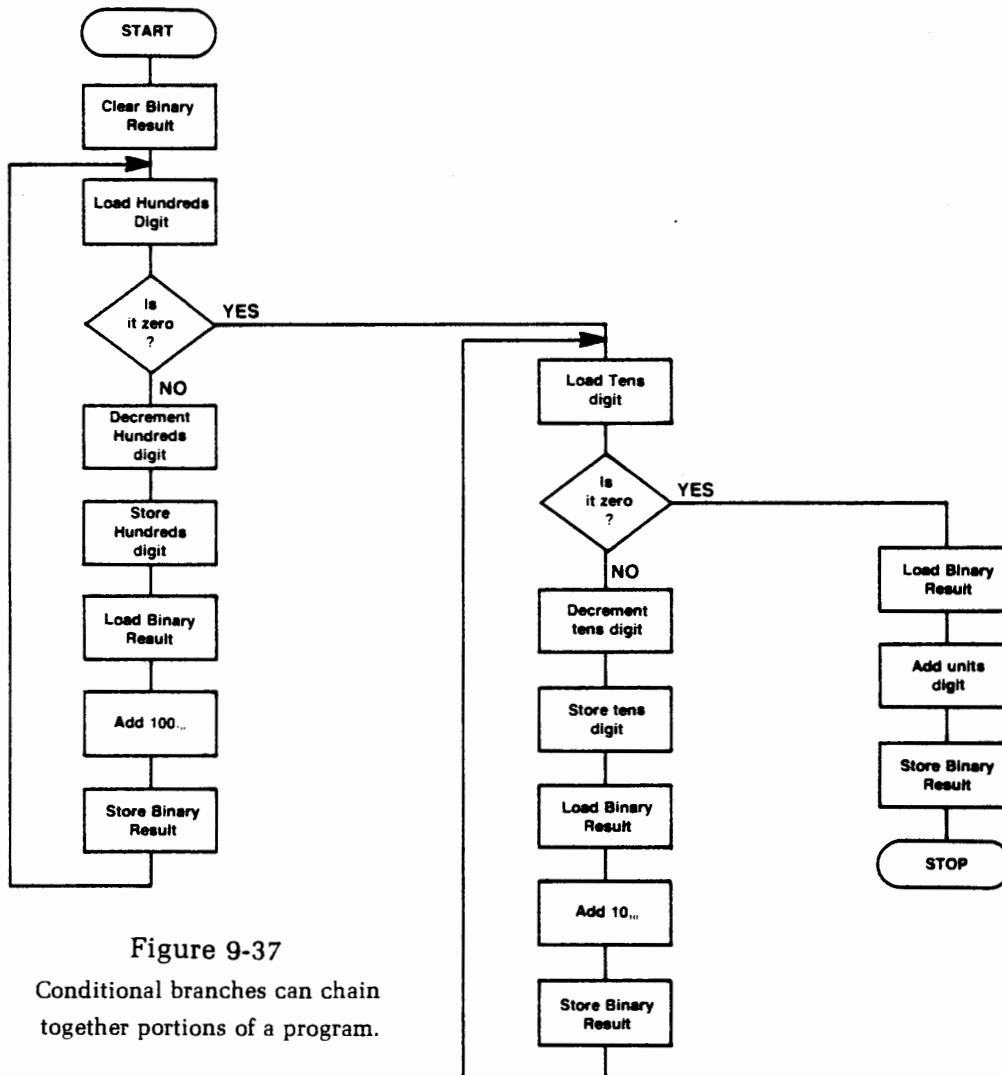 START
Clear Binary
Result
Load Hundreds
Digit
Is
it zero
?
YES
NO
Decrement
Hundreds
digit
Store
Hundreds
digit
Load Binary
Result
Add 100₁₀
Store Binary
Result
Load Tens
digit
Is
it zero
?
YES
NO
Decrement
tens digit
Store tens
digit
Load Binary
Result
Add 10₁₀
Store Binary
Result
Load Binary
Result
Add units
digit
Store Binary
Result
STOP
Figure 9-37
Conditional branches can chain
together portions of a program.